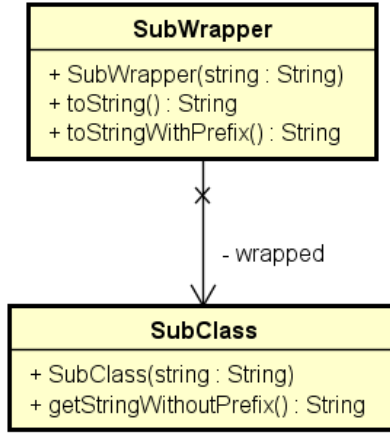 SubWrapper
+ SubWrapper(string : String)
+ toString() : String
+ toStringWithPrefix() : String
- wrapped
SubClass
+ SubClass(string : String)
+ getStringWithoutPrefix() : String